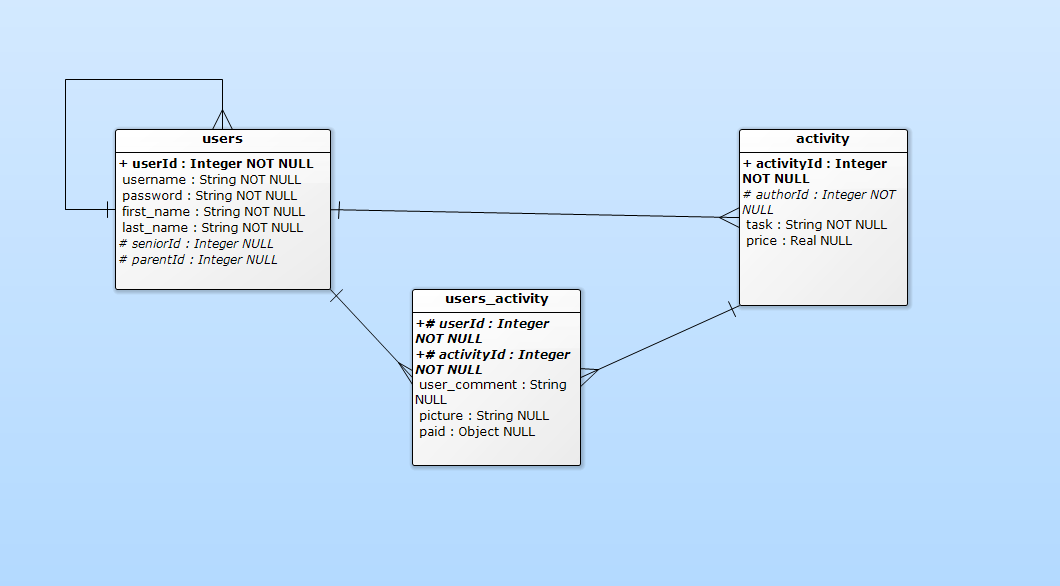 users
+ userId : Integer NOT NULL
username : String NOT NULL
password : String NOT NULL
first_name : String NOT NULL
last_name : String NOT NULL
# seniorId : Integer NULL
# parentId : Integer NULL
activity
+ activityId : Integer
NOT NULL
# authorId : Integer NOT
NULL
task : String NOT NULL
price : Real NULL
users_activity
+# userId : Integer
NOT NULL
+# activityId : Integer
NOT NULL
user_comment : String
NULL
picture : String NULL
paid : Object NULL